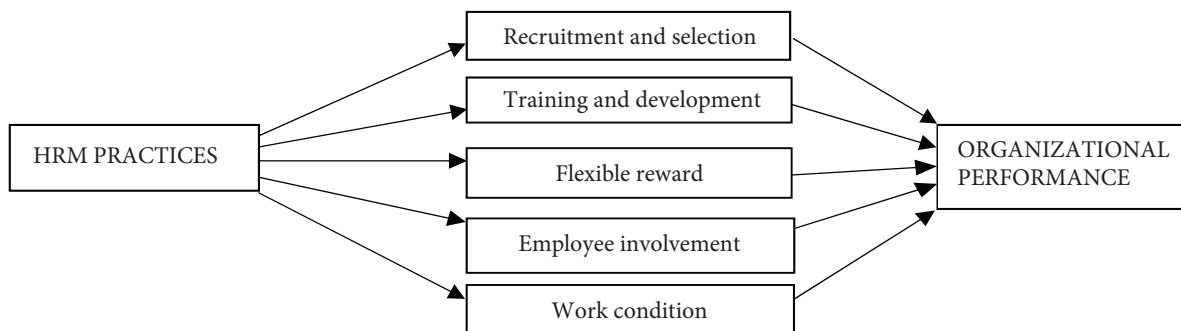 HRM PRACTICES
Recruitment and selection
Training and development
Flexible reward
Employee involvement
Work condition
ORGANIZATIONAL
PERFORMANCE